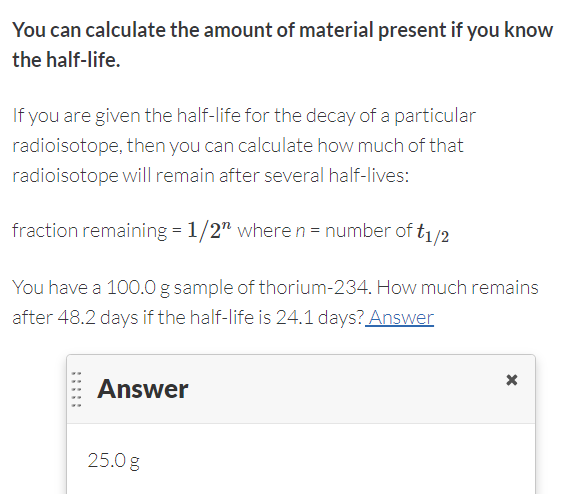 You can calculate the amount of material present if you know
the half-life.
If you are given the half-life for the decay of a particular
radioisotope, then you can calculate how much of that
radioisotope will remain after several half-lives:
fraction remaining = 1/2ⁿ where n = number of t₁/₂
You have a 100.0 g sample of thorium-234. How much remains
after 48.2 days if the half-life is 24.1 days? Answer
Answer
25.0 g